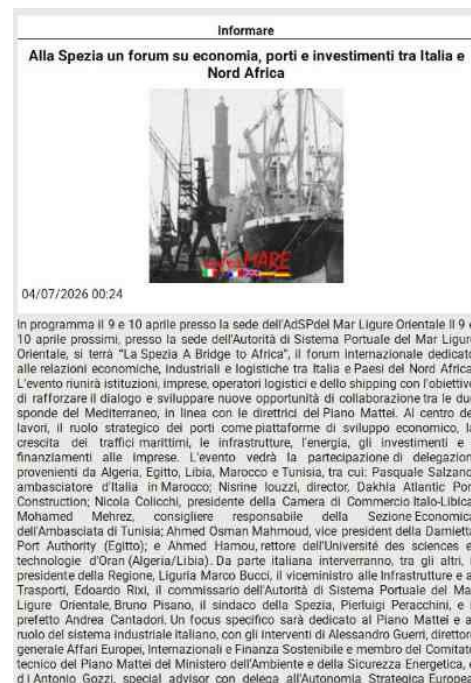 Informare
Alla Spezia un forum su economia, porti e investimenti tra Italia e
Nord Africa
04/07/2026 00:24
In programma il 9 e 10 aprile presso la sede dell'AdSPdel Mar Ligure Orientale Il 9 e
10 aprile prossimi, presso la sede dell'Autorità di Sistema Portuale del Mar Ligure
Orientale, si terrà "La Spezia A Bridge to Africa", il forum internazionale dedicato
alle relazioni economiche, industriali e logistiche tra Italia e Paesi del Nord Africa.
L'evento riunirà istituzioni, imprese, operatori logistici e dello shipping con l'obiettivo
di rafforzare il dialogo e sviluppare nuove opportunità di collaborazione tra le due
sponde del Mediterraneo, in linea con le direttrici del Piano Mattei. Al centro dei
lavori, il ruolo strategico dei porti come piattaforme di sviluppo economico, la
crescita dei traffici marittimi, le infrastrutture, l'energia, gli investimenti e
finanziamenti alle imprese. L'evento vedrà la partecipazione di delegazioni
provenienti da Algeria, Egitto, Libia, Marocco e Tunisia, tra cui: Pasquale Salzano,
ambasciatore d'Italia in Marocco; Nisrine Iouzzi, director, Dakhla Atlantic Port
Construction; Nicola Colicchi, presidente della Camera di Commercio Italo-Libica;
Mohamed Mehrez, consigliere responsabile della Sezione Economica
dell'Ambasciata di Tunisia; Ahmed Osman Mahmoud, vice president della Damietta
Port Authority (Egitto); e Ahmed Hamou, rettore dell'Université des sciences et
technologie d'Oran (Algeria/Libia). Da parte italiana interverranno, tra gli altri, il
presidente della Regione, Liguria Marco Bucci, il viceministro alle Infrastrutture e ai
Trasporti, Edoardo Rixi, il commissario dell'Autorità di Sistema Portuale del Mar
Ligure Orientale, Bruno Pisano, il sindaco della Spezia, Pierluigi Peracchini, e il
prefetto Andrea Cantadori. Un focus specifico sarà dedicato al Piano Mattei e al
ruolo del sistema industriale italiano, con gli interventi di Alessandro Guerri, direttore
generale Affari Europei, Internazionali e Finanza Sostenibile e membro del Comitato
tecnico del Piano Mattei del Ministero dell'Ambiente e della Sicurezza Energetica, e
d i Antonio Gozzi, special advisor con delega all'Autonomia Strategica Europea